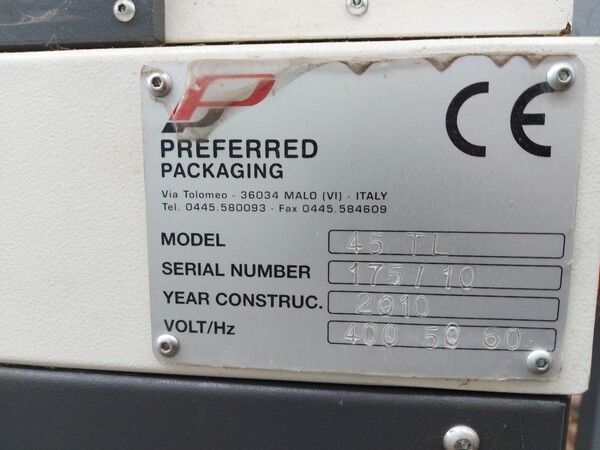 PREFERRED
PACKAGING
Via Tolomeo - 36034 MALO (VI) - ITALY
Tel. 0445.580093 - Fax 0445.584609
CE
MODEL 45 TL
SERIAL NUMBER 175/10
YEAR CONSTRUC. 2010
VOLT/Hz 400 50 60